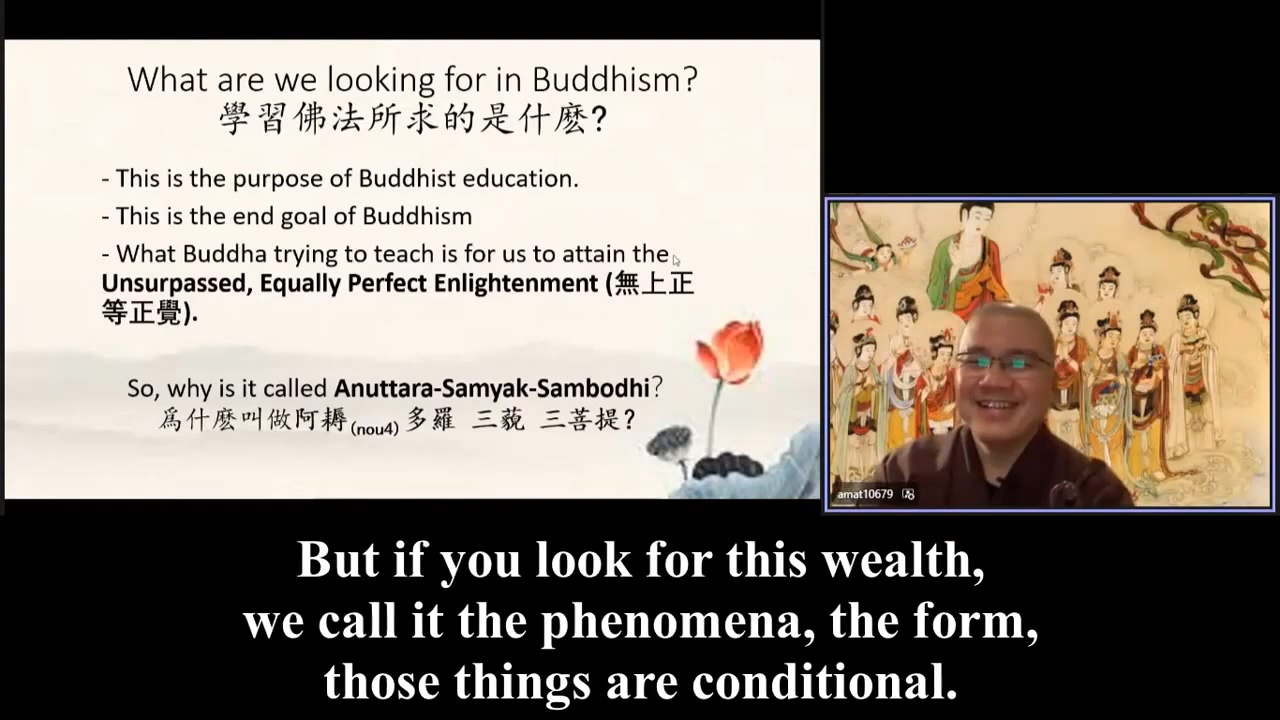 What are we looking for in Buddhism?
學習佛法所求的是什麽?
- This is the purpose of Buddhist education.
- This is the end goal of Buddhism
- What Buddha trying to teach is for us to attain the
Unsurpassed, Equally Perfect Enlightenment (無上正
等正覺).
So, why is it called Anuttara-Samyak-Sambodhi?
爲什麼叫做阿耨(nou4) 多羅 三藐 三菩提?
amat10679
But if you look for this wealth,
we call it the phenomena, the form,
those things are conditional.